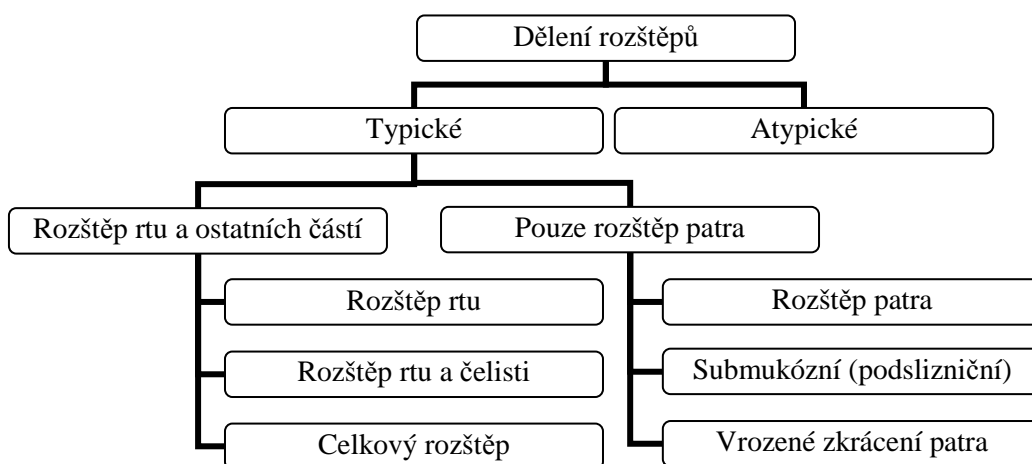 Dělení rozštěpů
Typické
Atypické
Rozštěp rtu a ostatních částí
Pouze rozštěp patra
Rozštěp rtu
Rozštěp patra
Rozštěp rtu a čelisti
Submukózní (podslizniční)
Celkový rozštěp
Vrozené zkrácení patra